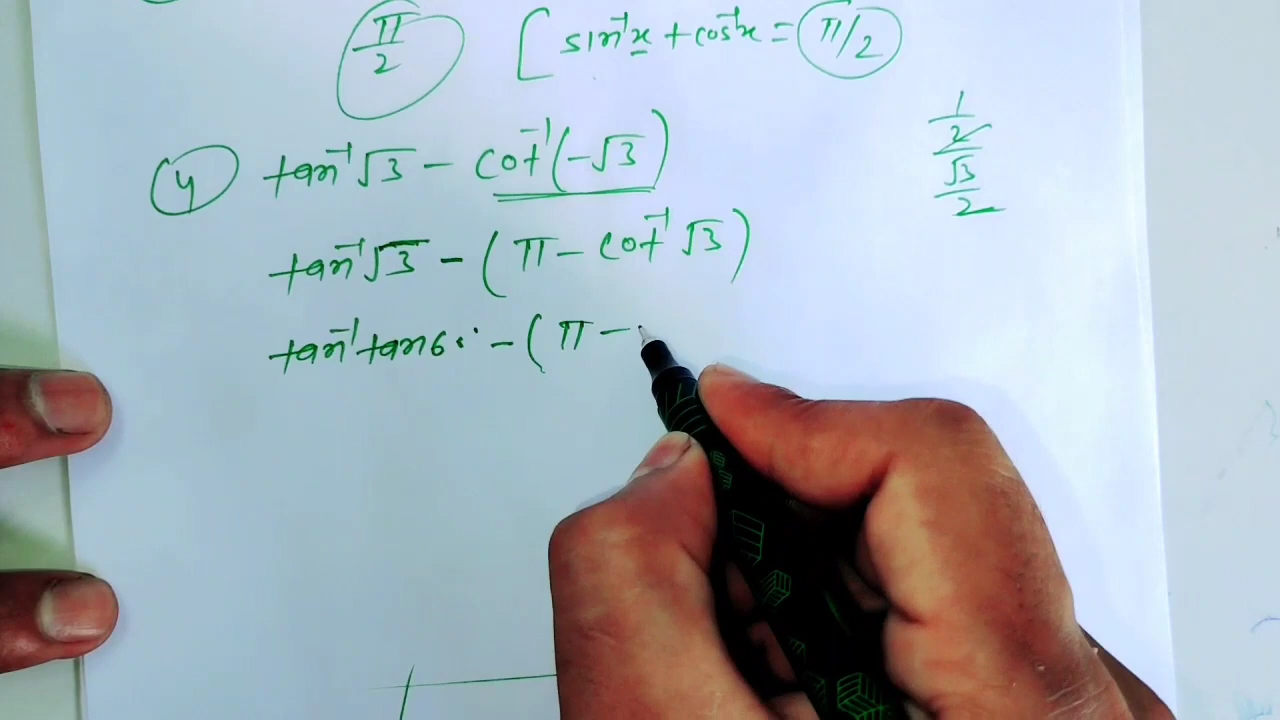 π/2 [ sin⁻¹x + cos⁻¹x = π/2
(4) tan⁻¹√3 − cot⁻¹(−√3)
tan⁻¹√3 − (π − cot⁻¹√3)
tan⁻¹tan60° − (π −
1/2
√3/2